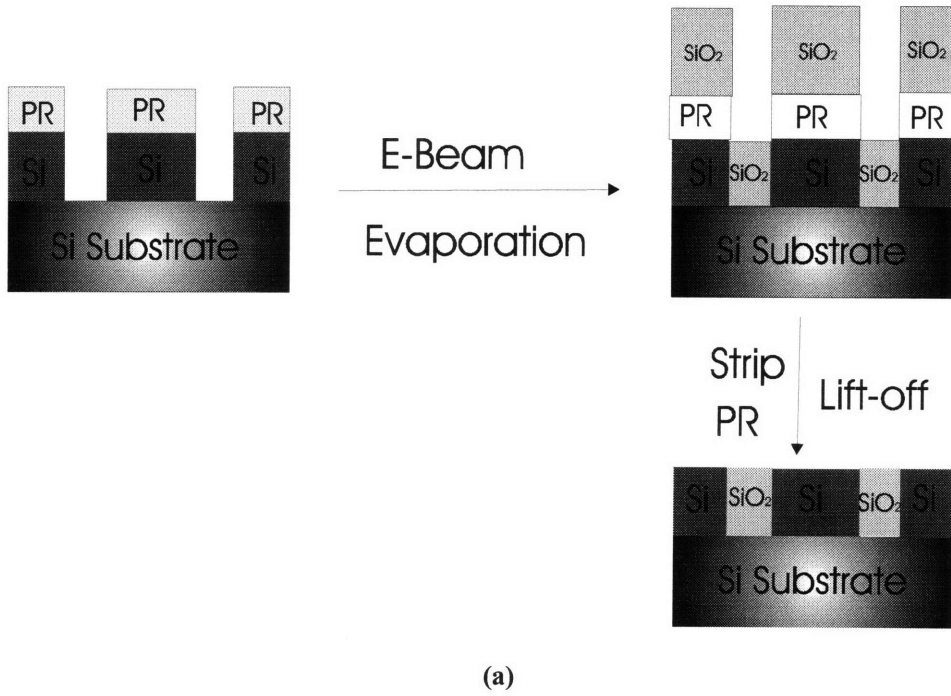 PR PR PR
Si Si Si
Si Substrate
E-Beam
Evaporation
SiO₂ SiO₂ SiO₂
PR PR PR
Si SiO₂ Si SiO₂ Si
Si Substrate
Strip
PR
Lift-off
Si SiO₂ Si SiO₂ Si
Si Substrate
(a)